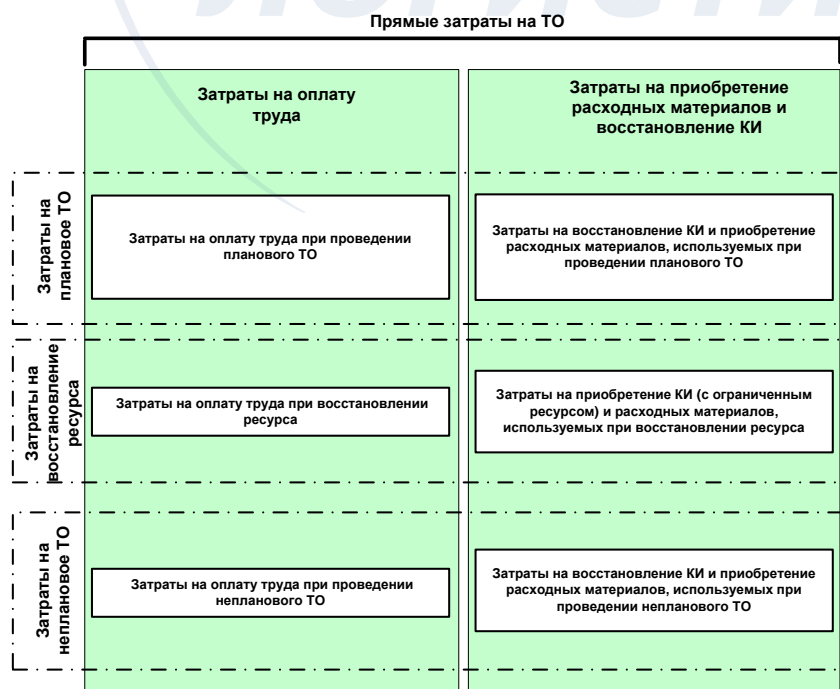 ЛОГИСТИ
Прямые затраты на ТО
Затраты на оплату
труда
Затраты на приобретение
расходных материалов и
восстановление КИ
Затраты на
плановое ТО
Затраты на оплату труда при проведении
планового ТО
Затраты на восстановление КИ и приобретение
расходных материалов, используемых при
проведении планового ТО
Затраты на
восстановление
ресурса
Затраты на оплату труда при восстановлении
ресурса
Затраты на приобретение КИ (с ограниченным
ресурсом) и расходных материалов,
используемых при восстановлении ресурса
Затраты на
неплановое ТО
Затраты на оплату труда при проведении
непланового ТО
Затраты на восстановление КИ и приобретение
расходных материалов, используемых при
проведении непланового ТО